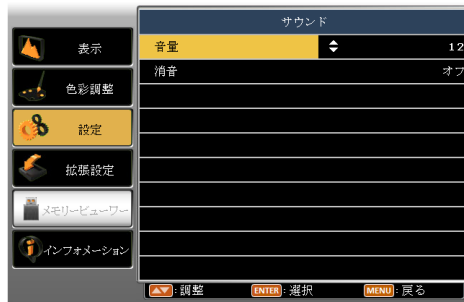 サウンド
表示
色彩調整
設定
拡張設定
メモリービューワー
インフォメーション
音量 12
消音 オフ
:調整 ENTER :選択 MENU :戻る